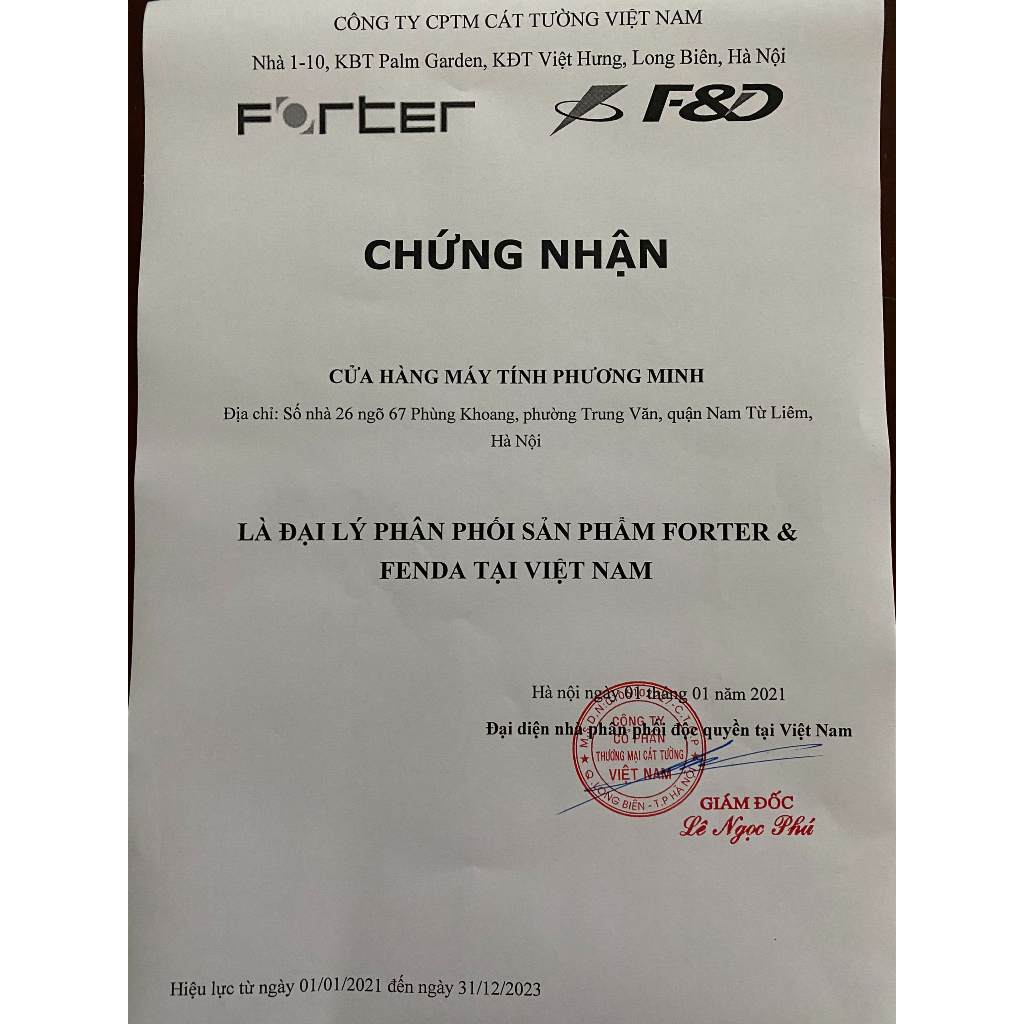 CÔNG TY CPTM CÁT TƯỜNG VIỆT NAM
Nhà 1-10, KBT Palm Garden, KĐT Việt Hưng, Long Biên, Hà Nội
Forter F&D
CHỨNG NHẬN
CỬA HÀNG MÁY TÍNH PHƯƠNG MINH
Địa chỉ: Số nhà 26 ngõ 67 Phùng Khoang, phường Trung Văn, quận Nam Từ Liêm,
Hà Nội
LÀ ĐẠI LÝ PHÂN PHỐI SẢN PHẨM FORTER &
FENDA TẠI VIỆT NAM
Hà nội ngày 01 tháng 01 năm 2021
Đại diện nhà phân phối độc quyền tại Việt Nam
CÔNG TY
CỔ PHẦN
THƯƠNG MẠI CÁT TƯỜNG
VIỆT NAM
Q.LONG BIÊN - T.P HÀ NỘI
GIÁM ĐỐC
Lê Ngọc Phú
Hiệu lực từ ngày 01/01/2021 đến ngày 31/12/2023